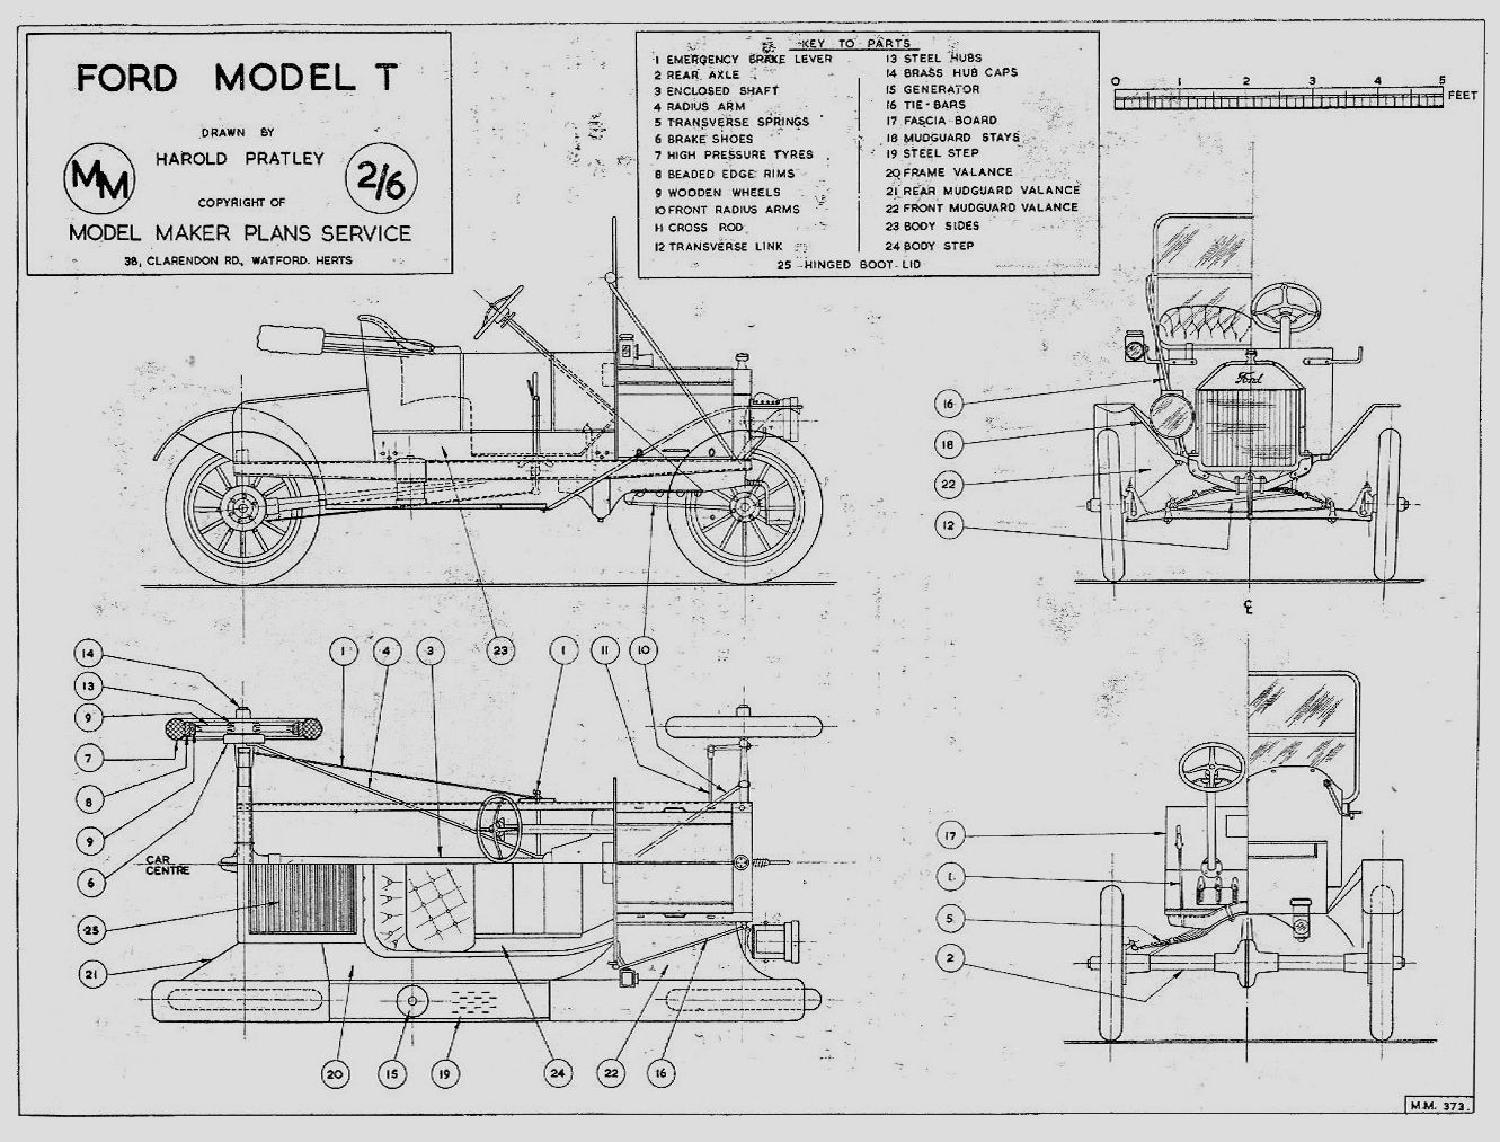 FORD MODEL T
DRAWN BY
HAROLD PRATLEY
MM
2/6
COPYRIGHT OF
MODEL MAKER PLANS SERVICE
38, CLARENDON RD, WATFORD. HERTS
KEY TO PARTS
1 EMERGENCY BRAKE LEVER
2 REAR AXLE
3 ENCLOSED SHAFT
4 RADIUS ARM
5 TRANSVERSE SPRINGS
6 BRAKE SHOES
7 HIGH PRESSURE TYRES
8 BEADED EDGE RIMS
9 WOODEN WHEELS
10 FRONT RADIUS ARMS
11 CROSS ROD
12 TRANSVERSE LINK
13 STEEL HUBS
14 BRASS HUB CAPS
15 GENERATOR
16 TIE-BARS
17 FASCIA BOARD
18 MUDGUARD STAYS
19 STEEL STEP
20 FRAME VALANCE
21 REAR MUDGUARD VALANCE
22 FRONT MUDGUARD VALANCE
23 BODY SIDES
24 BODY STEP
25 HINGED BOOT LID
0 1 2 3 4 5
FEET
Ford
16
18
22
12
CL
14
13
9
7
8
9
6
25
21
1 4 3 23 1 11 10
CAR
CENTRE
20 15 19 24 22 16
17
1
5
2
M.M. 373.